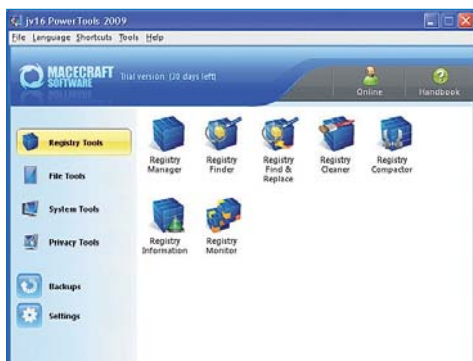 jv16 PowerTools 2009
File Language Shortcuts Tools Help
MACECRAFT
SOFTWARE
Trial version: (30 days left)
Online
Handbook
Registry Tools
File Tools
System Tools
Privacy Tools
Backups
Settings
Registry
Manager
Registry
Finder
Registry
Find &
Replace
Registry
Cleaner
Registry
Compactor
Registry
Information
Registry
Monitor